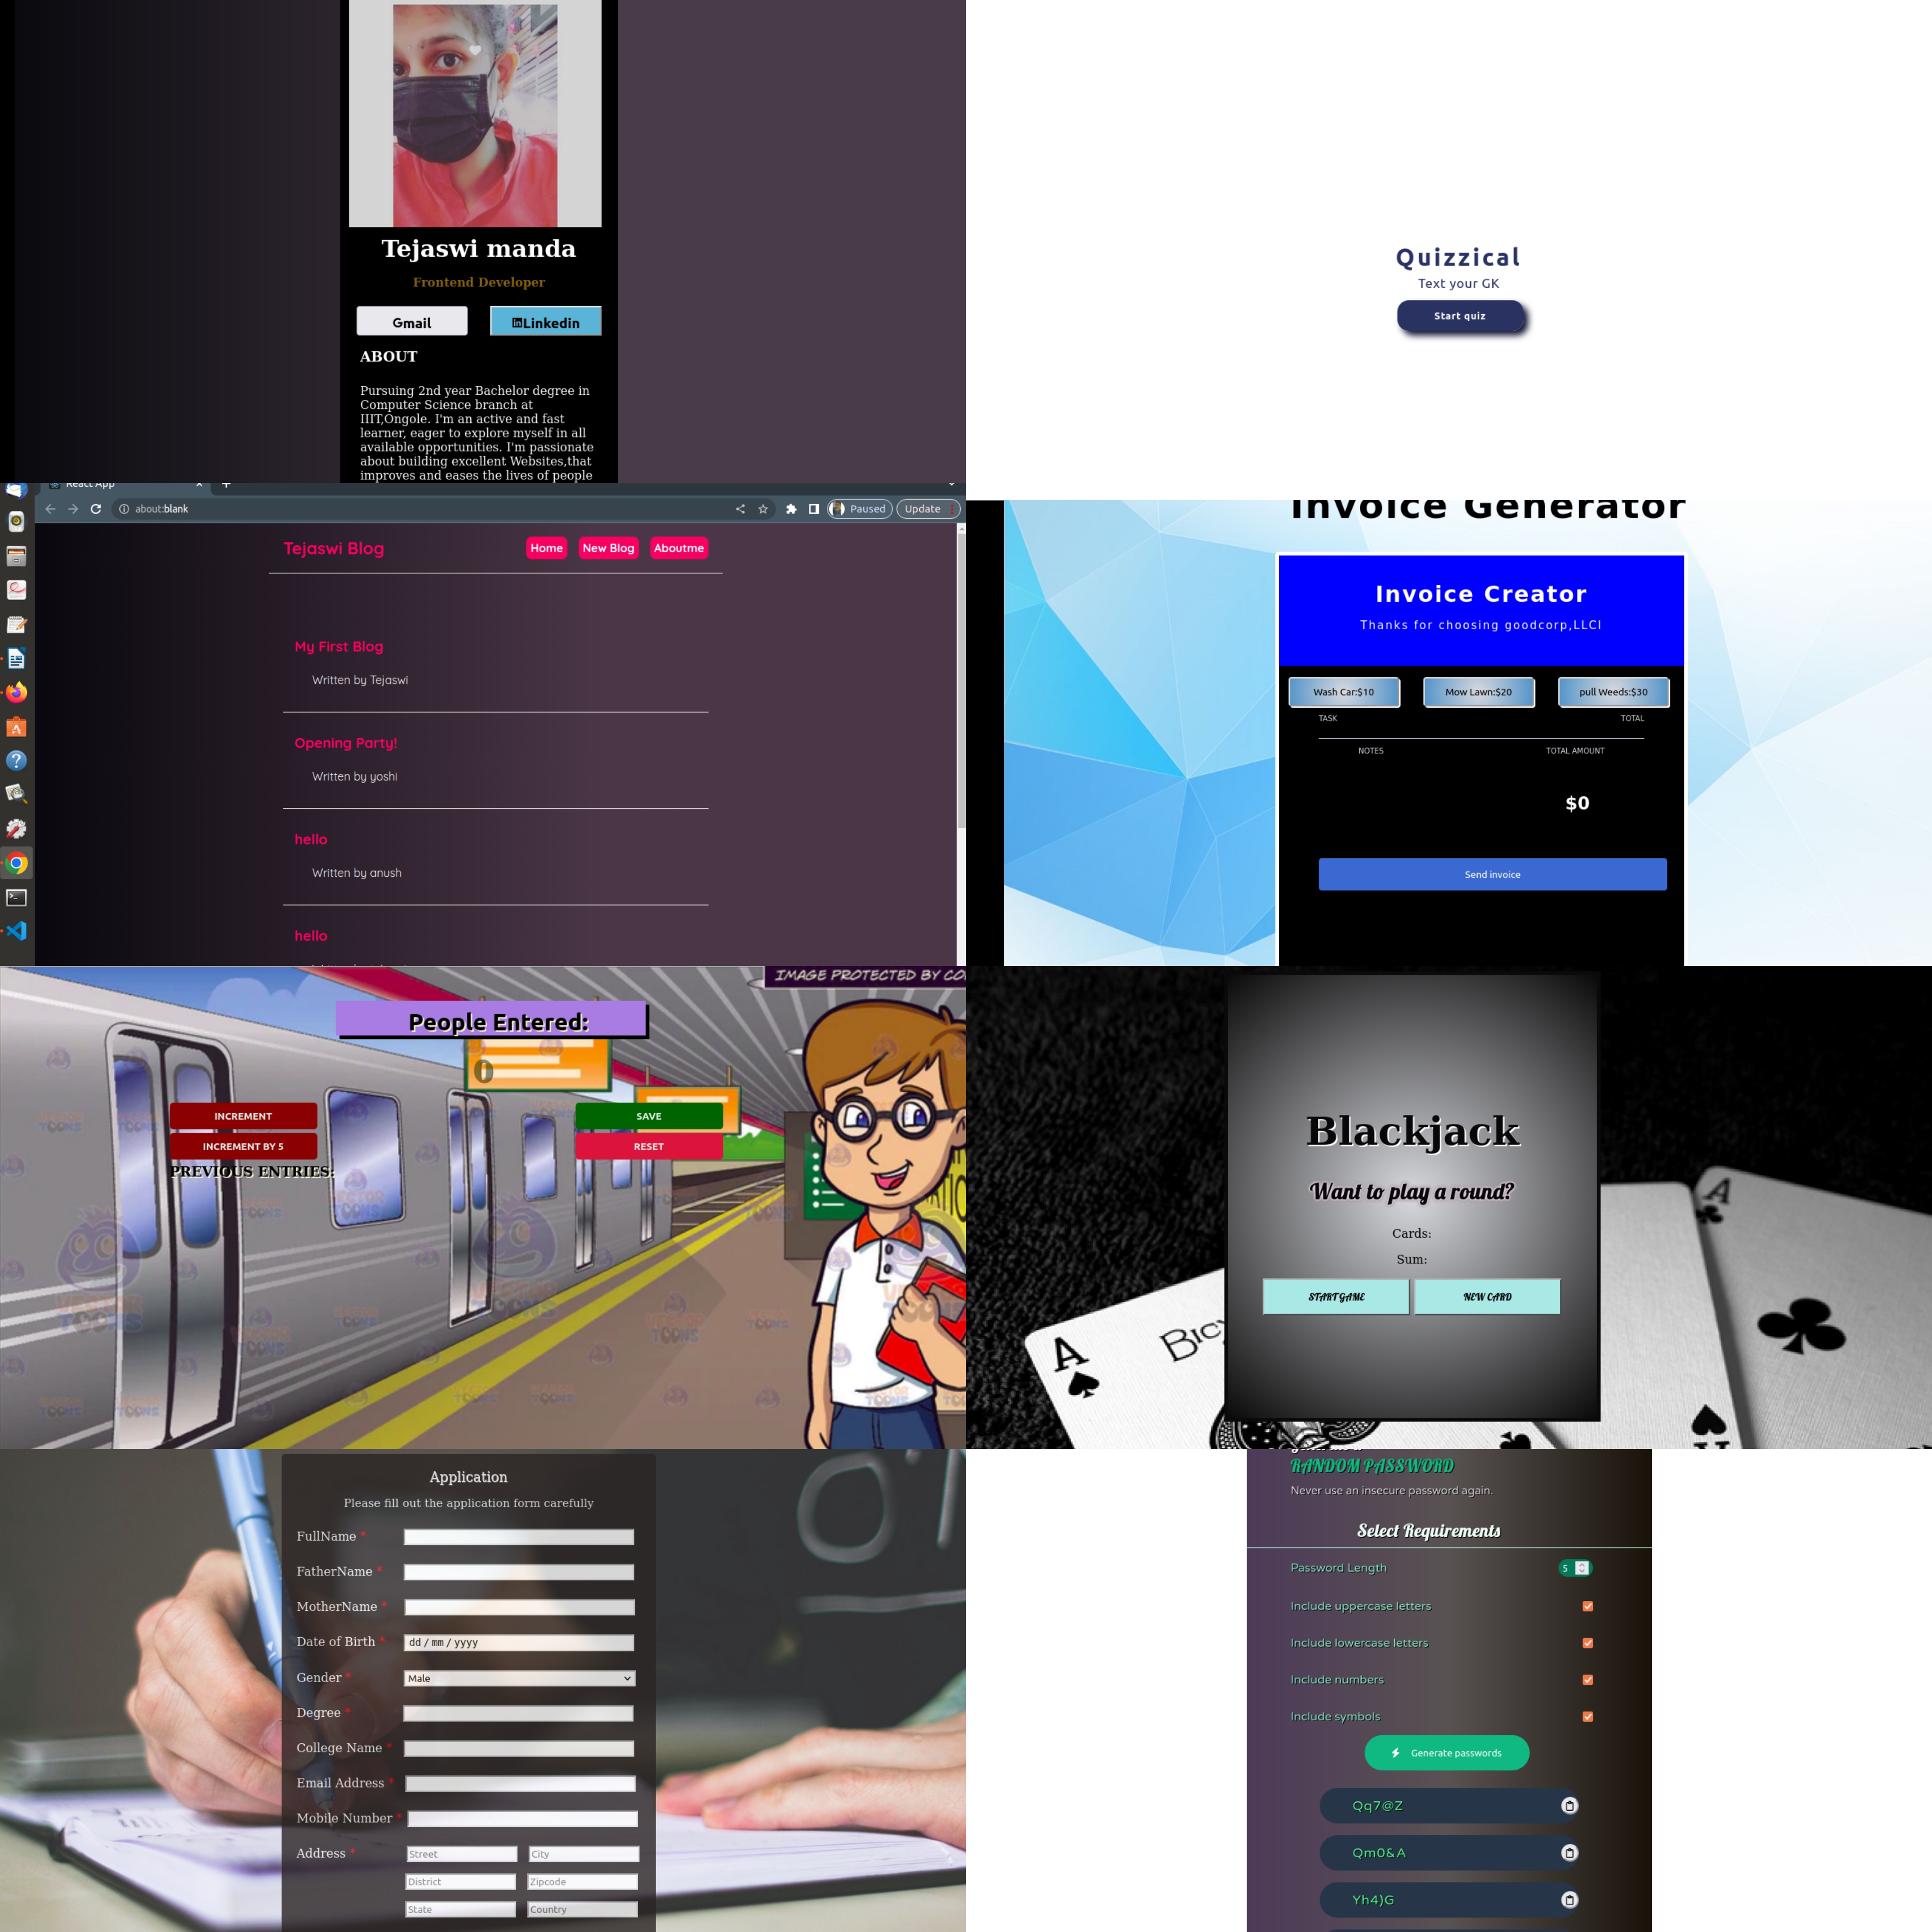 Tejaswi manda
Frontend Developer
Gmail
Linkedin
ABOUT
Pursuing 2nd year Bachelor degree in
Computer Science branch at
IIIT,Ongole. I'm an active and fast
learner, eager to explore myself in all
available opportunities. I'm passionate
about building excellent Websites,that
improves and eases the lives of people
Quizzical
Text your GK
Start quiz
React App
about:blank
Paused
Update
Tejaswi Blog
Home
New Blog
Aboutme
My First Blog
Written by Tejaswi
Opening Party!
Written by yoshi
hello
Written by anush
hello
Invoice Generator
Invoice Creator
Thanks for choosing goodcorp,LLCI
Wash Car:$10
Mow Lawn:$20
pull Weeds:$30
TASK
TOTAL
NOTES
TOTAL AMOUNT
$0
Send invoice
IMAGE PROTECTED BY CO
People Entered:
0
INCREMENT
SAVE
INCREMENT BY 5
RESET
PREVIOUS ENTRIES:
VECTOR
TOONS
Blackjack
Want to play a round?
Cards:
Sum:
START GAME
NEW CARD
A
Bicy
A
Application
Please fill out the application form carefully
FullName *
FatherName *
MotherName *
Date of Birth *
dd / mm / yyyy
Gender *
Male
Degree *
College Name *
Email Address *
Mobile Number *
Address *
Street
City
District
Zipcode
State
Country
RANDOM PASSWORD
Never use an insecure password again.
Select Requirements
Password Length
5
Include uppercase letters
Include lowercase letters
Include numbers
Include symbols
Generate passwords
Qq7@Z
Qm0&A
Yh4)G